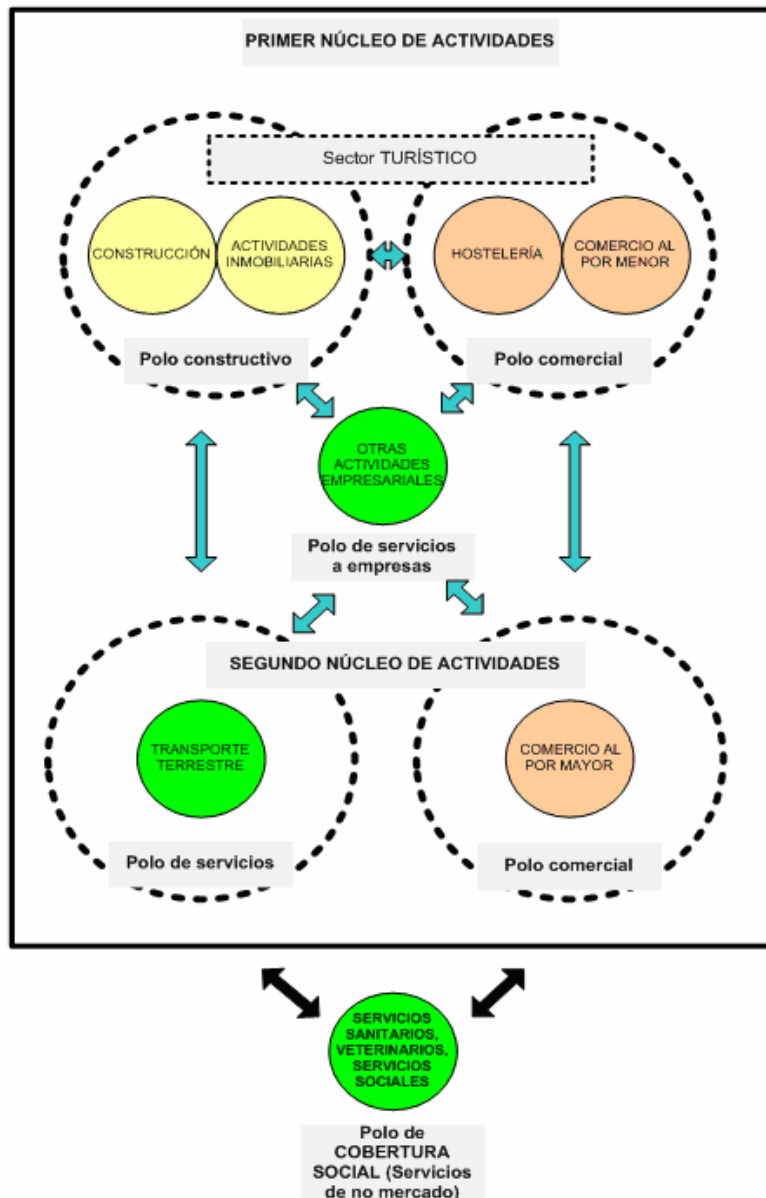 PRIMER NÚCLEO DE ACTIVIDADES
Sector TURÍSTICO
CONSTRUCCIÓN
ACTIVIDADES
INMOBILIARIAS
HOSTELERÍA
COMERCIO AL
POR MENOR
Polo constructivo
Polo comercial
OTRAS
ACTIVIDADES
EMPRESARIALES
Polo de servicios
a empresas
SEGUNDO NÚCLEO DE ACTIVIDADES
TRANSPORTE
TERRESTRE
COMERCIO AL
POR MAYOR
Polo de servicios
Polo comercial
SERVICIOS
SANITARIOS,
VETERINARIOS,
SERVICIOS
SOCIALES
Polo de
COBERTURA
SOCIAL (Servicios
de no mercado)